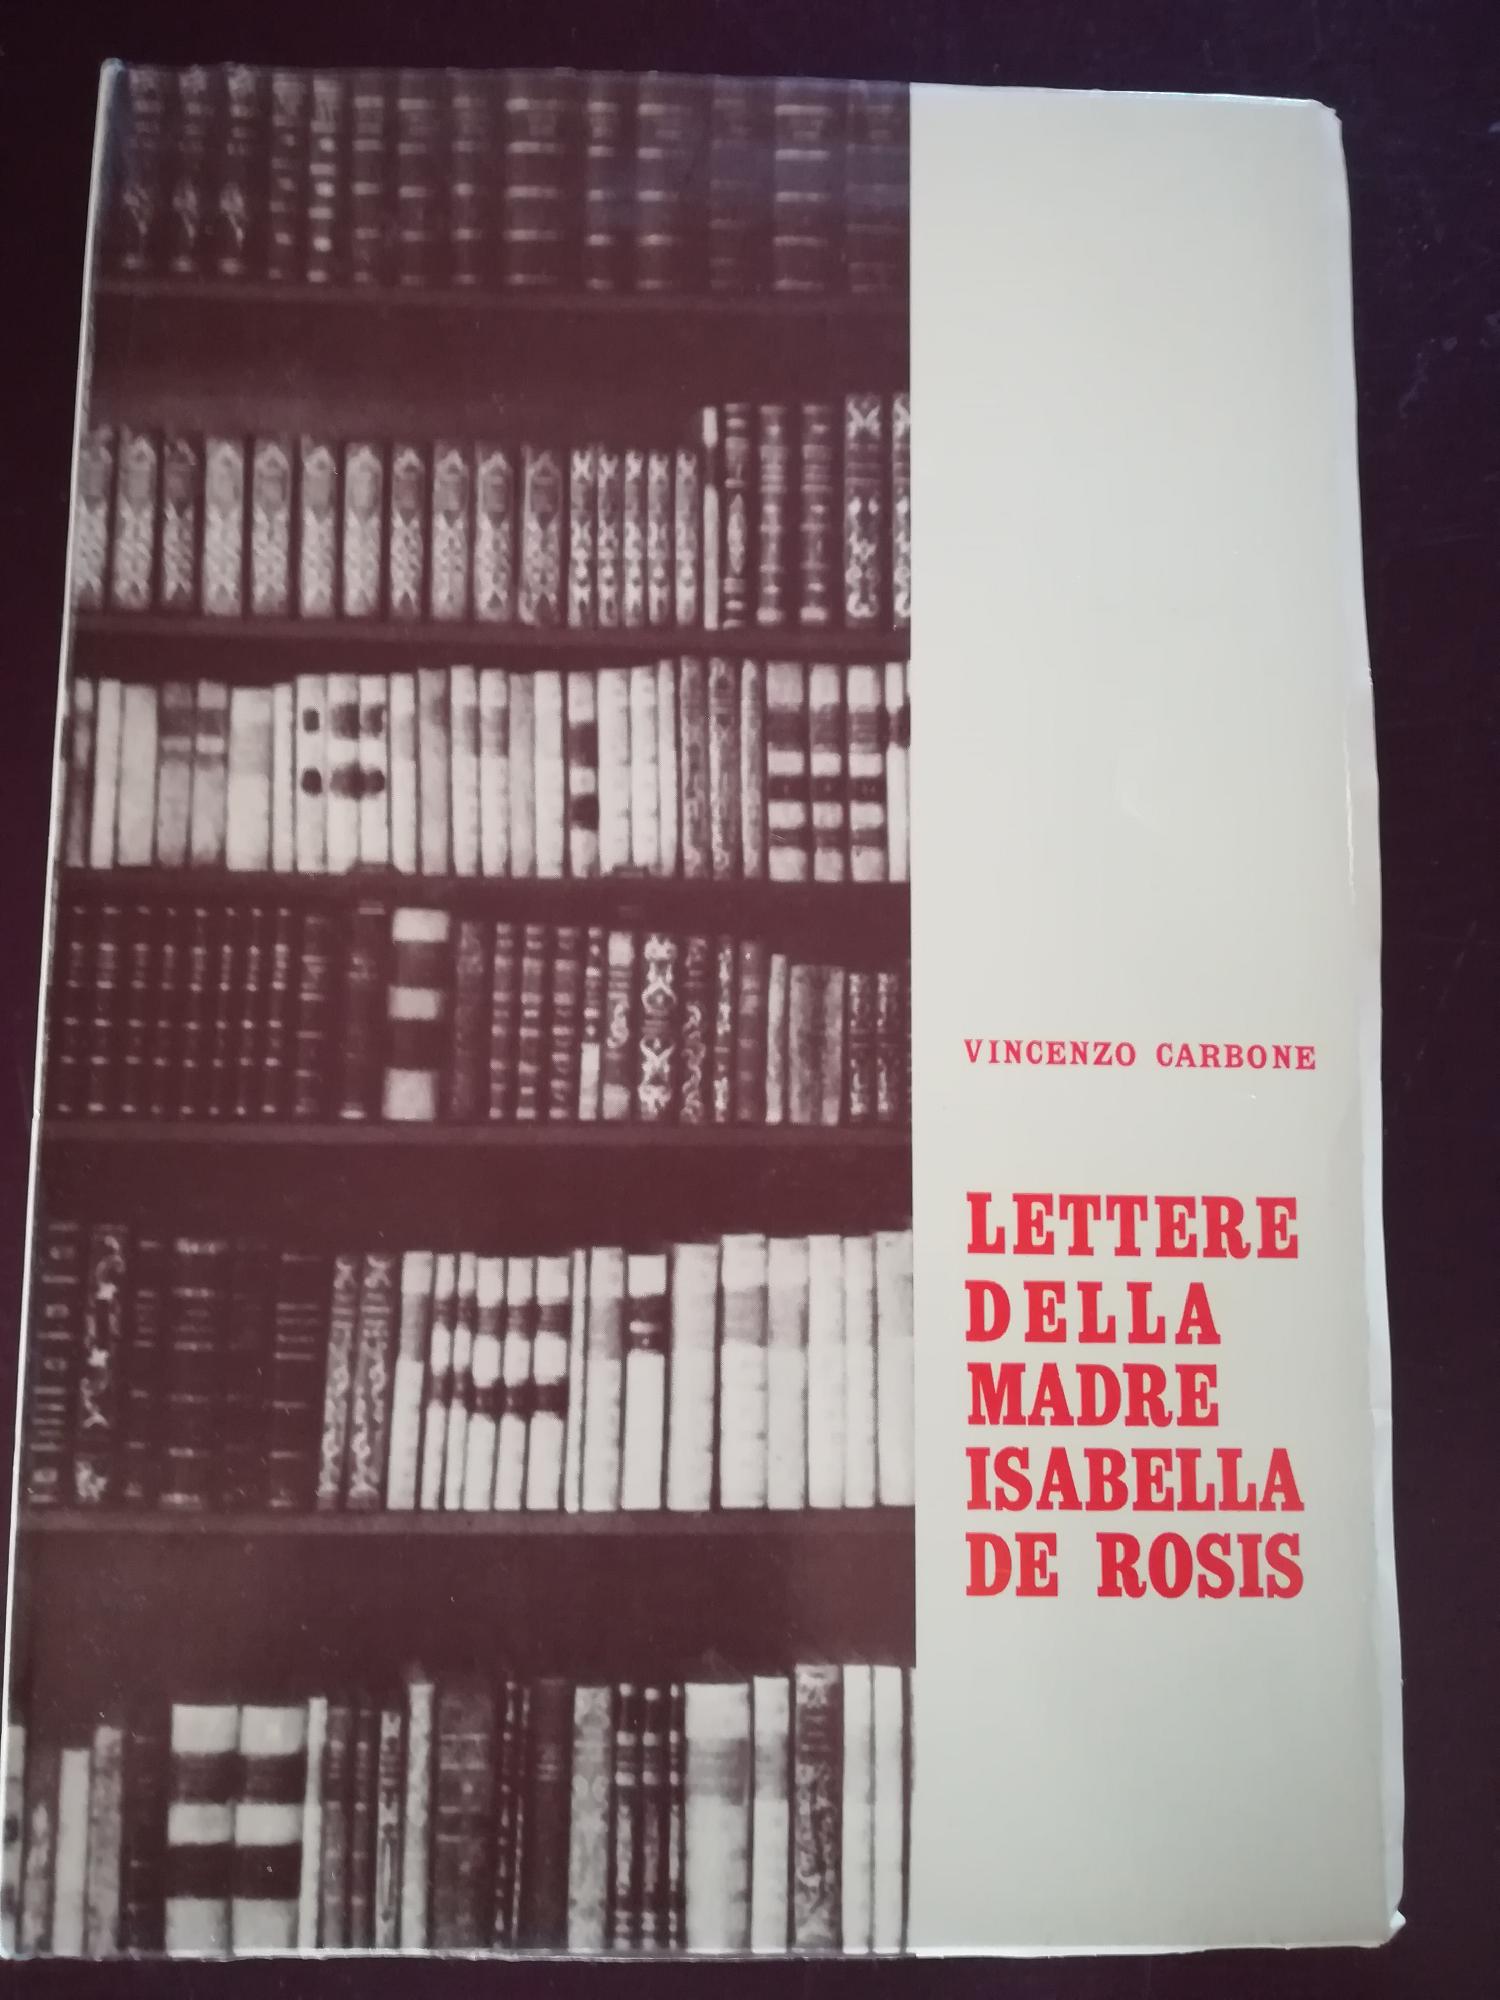 VINCENZO CARBONE
LETTERE
DELLA
MADRE
ISABELLA
DE ROSIS